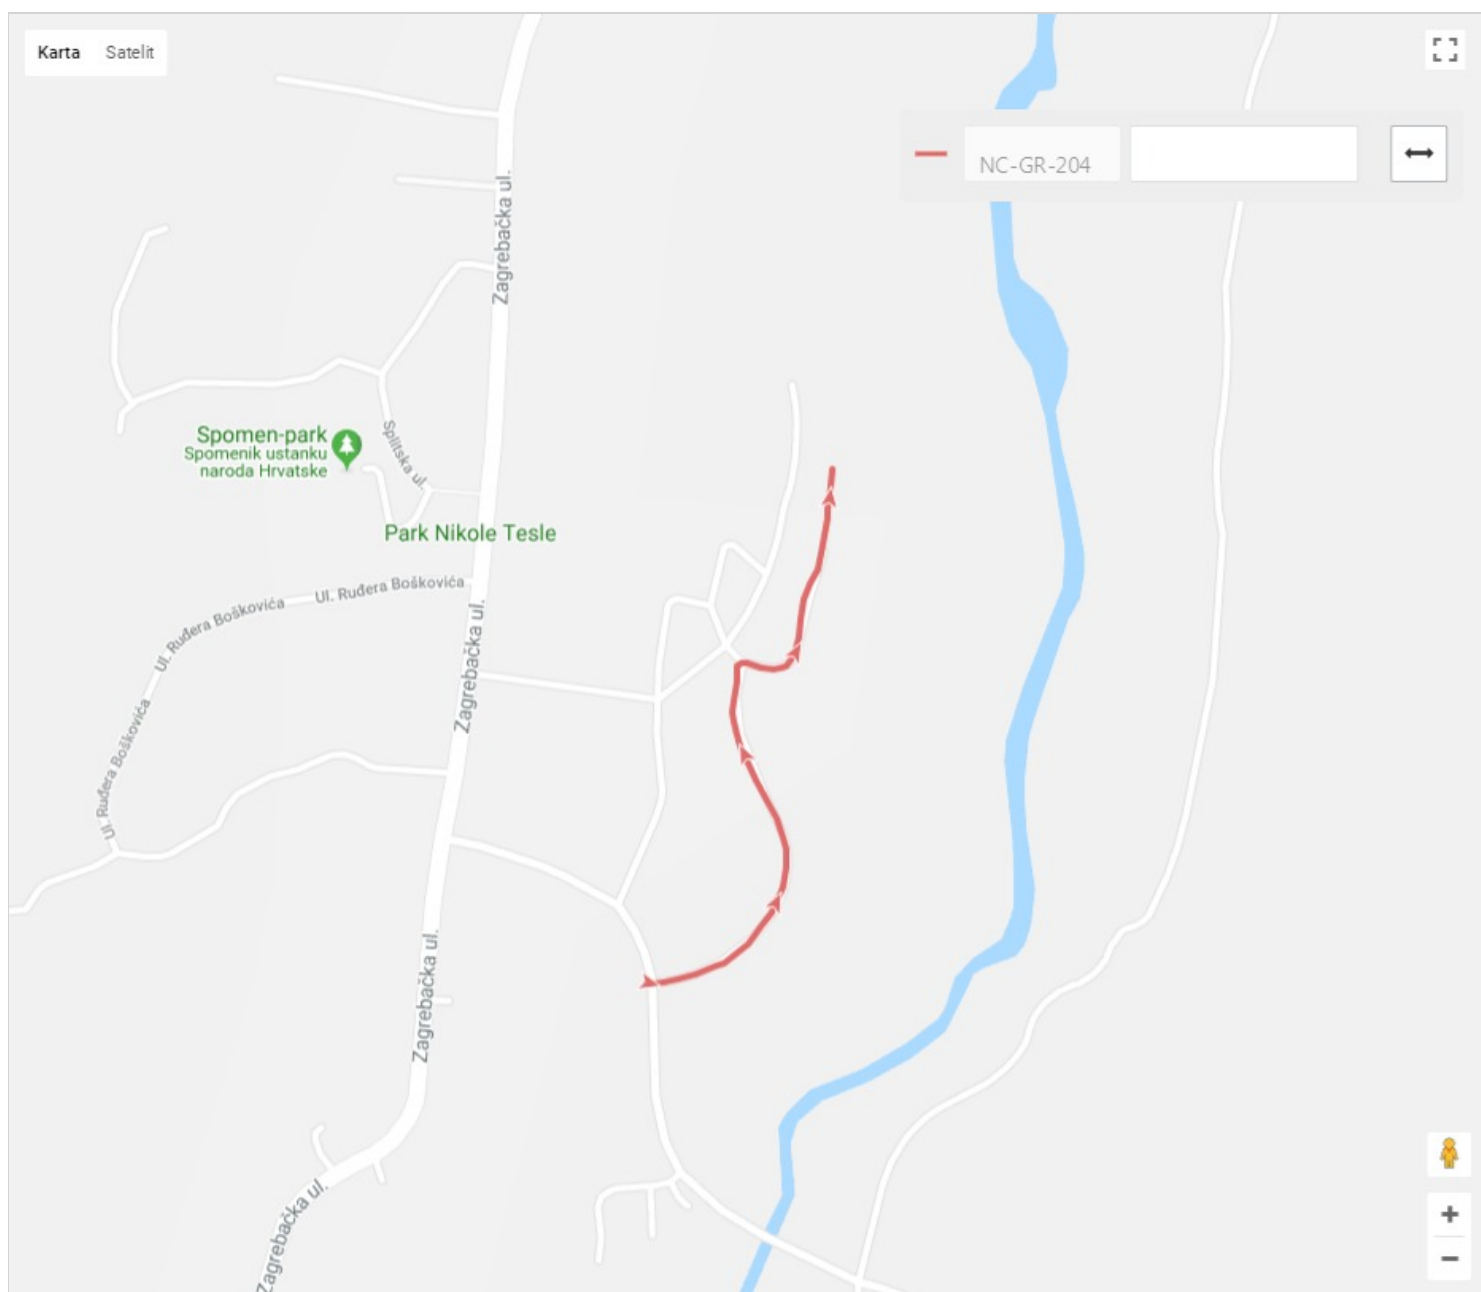 Karta Satelit
NC-GR-204
Zagrebačka ul.
Spomen-park
Spomenik ustanku
naroda Hrvatske
Splitska ul.
Park Nikole Tesle
Ul. Ruđera Boškovića
Ul. Ruđera Boškovića
Zagrebačka ul.
Ul. Ruđera Boškovića
Zagrebačka ul.
Zagrebačka ul.